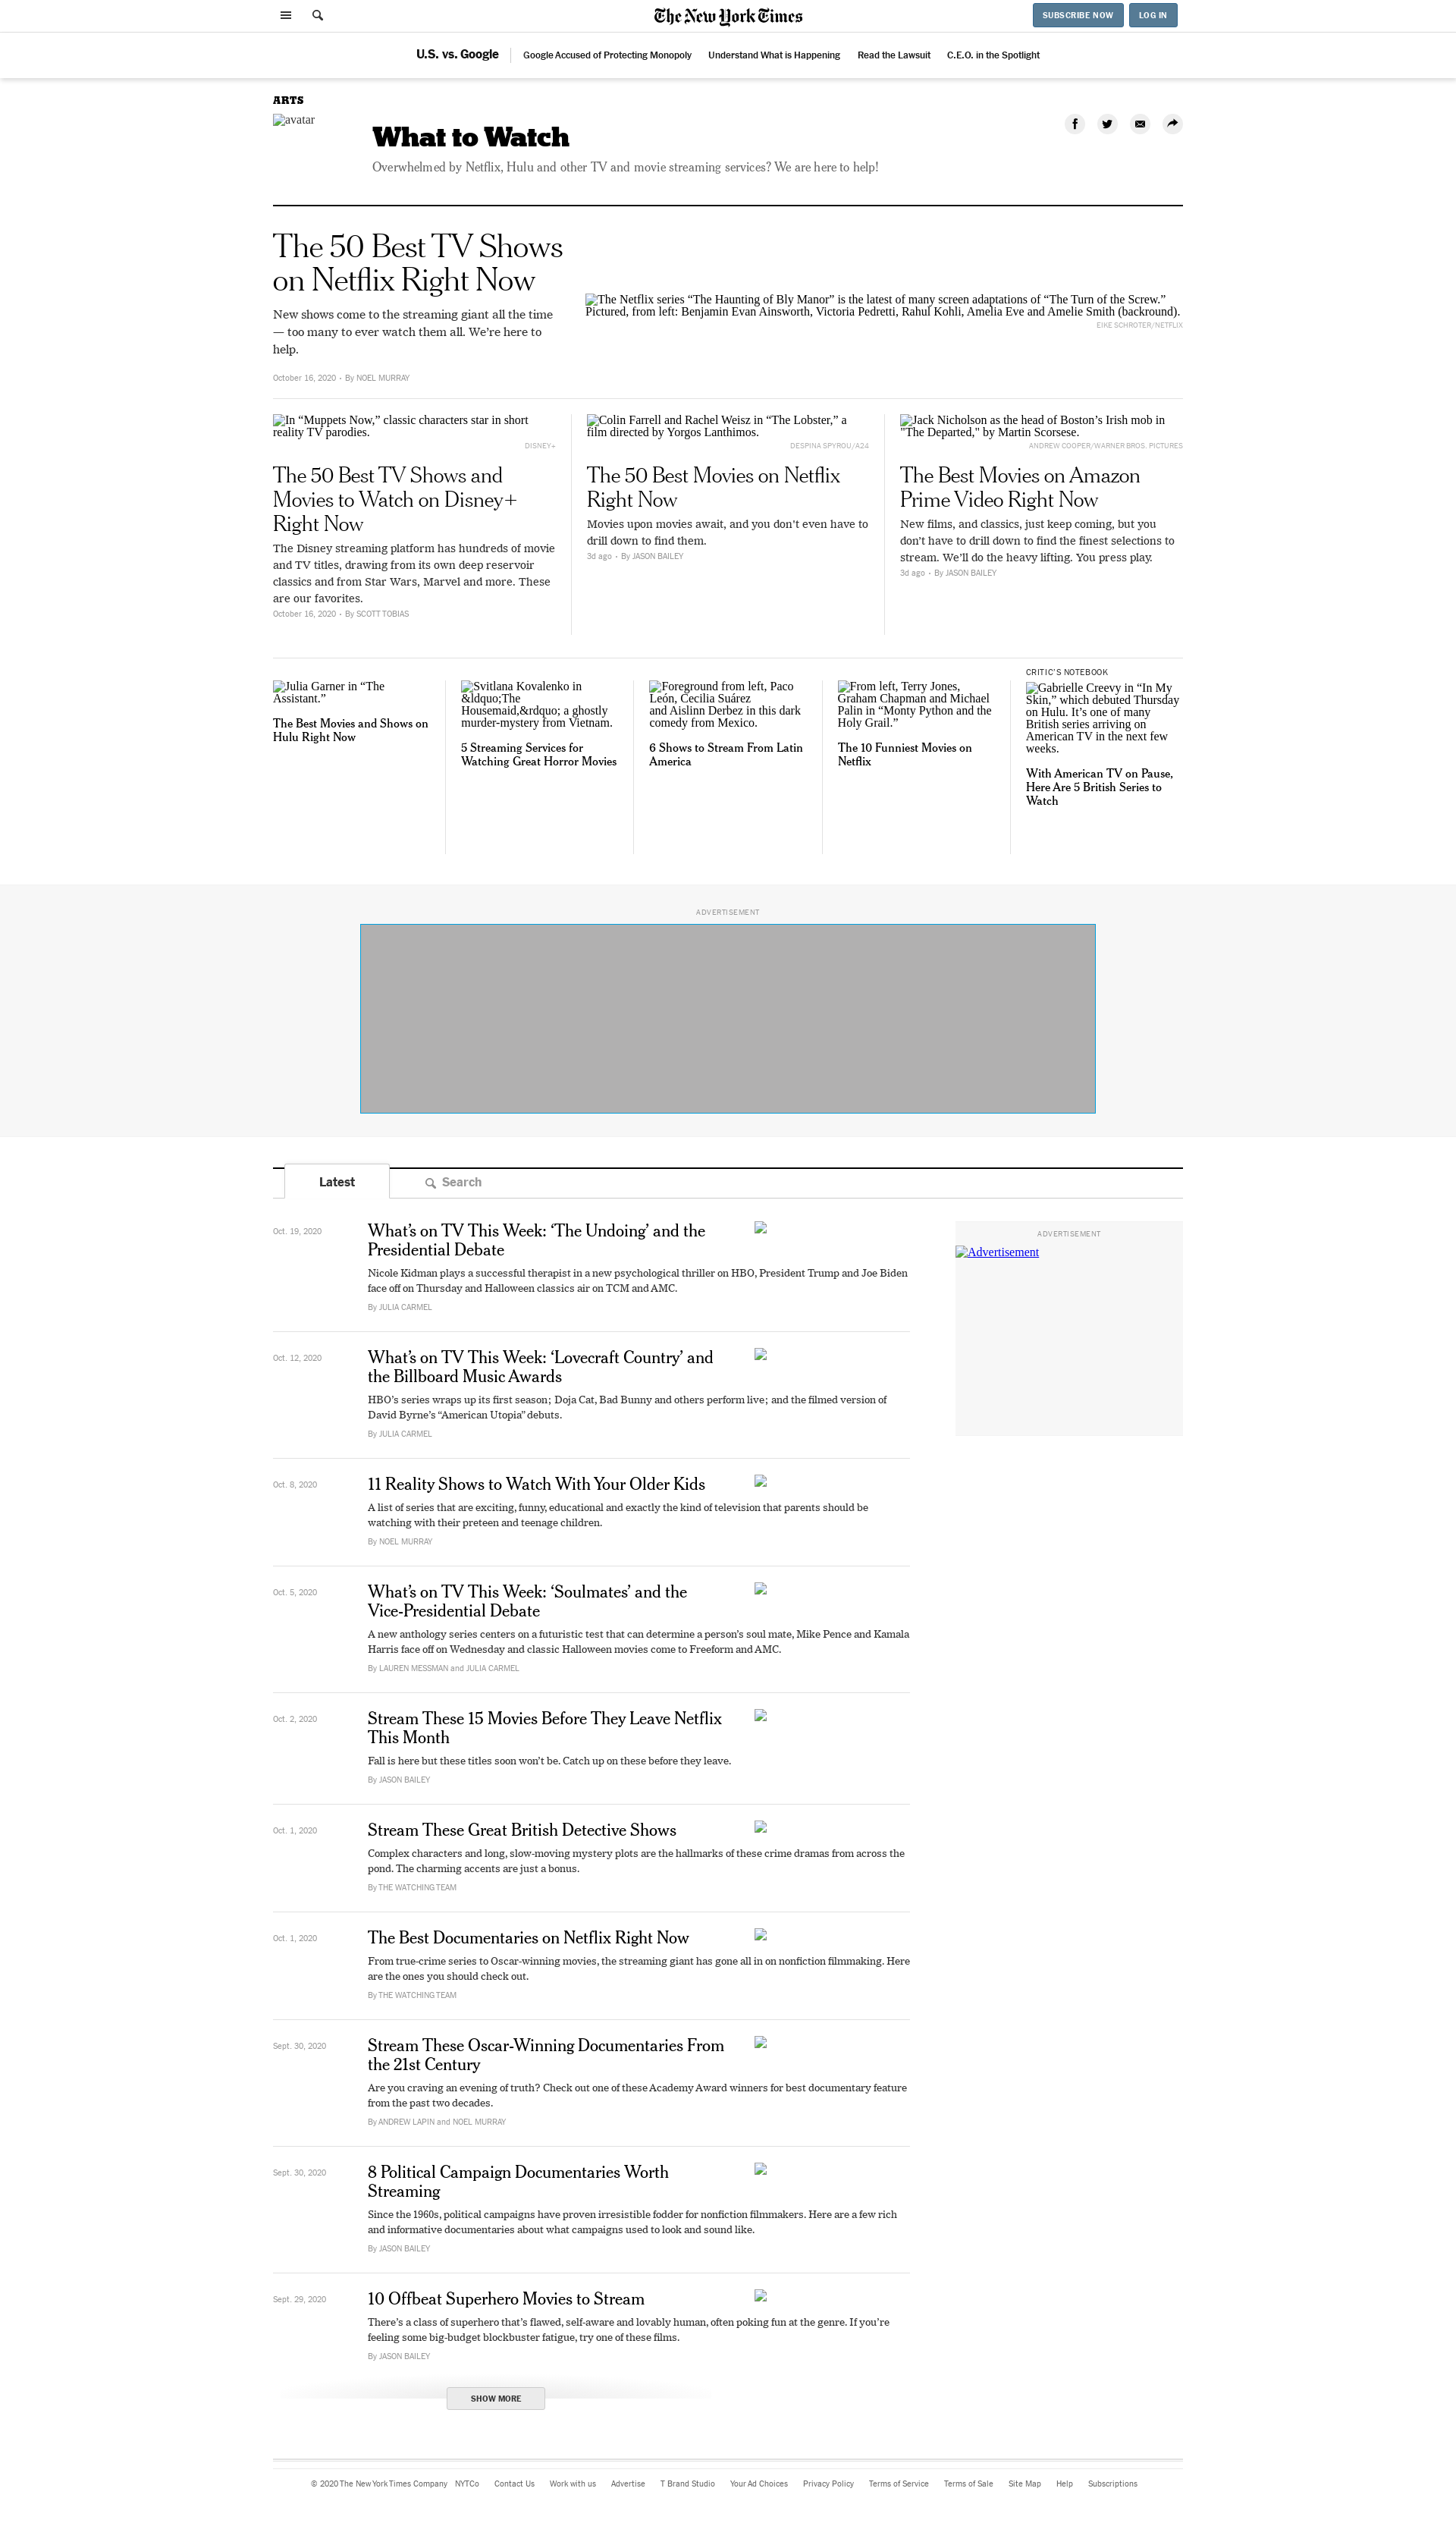 The New York Times
SUBSCRIBE NOW
LOG IN
U.S. vs. Google
Google Accused of Protecting Monopoly
Understand What is Happening
Read the Lawsuit
C.E.O. in the Spotlight
ARTS
avatar
What to Watch
Overwhelmed by Netflix, Hulu and other TV and movie streaming services? We are here to help!
The 50 Best TV Shows
on Netflix Right Now
New shows come to the streaming giant all the time
— too many to ever watch them all. We’re here to
help.
October 16, 2020 • By NOEL MURRAY
The Netflix series “The Haunting of Bly Manor” is the latest of many screen adaptations of “The Turn of the Screw.”
Pictured, from left: Benjamin Evan Ainsworth, Victoria Pedretti, Rahul Kohli, Amelia Eve and Amelie Smith (backround).
EIKE SCHROTER/NETFLIX
In “Muppets Now,” classic characters star in short
reality TV parodies.
DISNEY+
The 50 Best TV Shows and
Movies to Watch on Disney+
Right Now
The Disney streaming platform has hundreds of movie
and TV titles, drawing from its own deep reservoir
classics and from Star Wars, Marvel and more. These
are our favorites.
October 16, 2020 • By SCOTT TOBIAS
Colin Farrell and Rachel Weisz in “The Lobster,” a
film directed by Yorgos Lanthimos.
DESPINA SPYROU/A24
The 50 Best Movies on Netflix
Right Now
Movies upon movies await, and you don't even have to
drill down to find them.
3d ago • By JASON BAILEY
Jack Nicholson as the head of Boston’s Irish mob in
"The Departed," by Martin Scorsese.
ANDREW COOPER/WARNER BROS. PICTURES
The Best Movies on Amazon
Prime Video Right Now
New films, and classics, just keep coming, but you
don’t have to drill down to find the finest selections to
stream. We’ll do the heavy lifting. You press play.
3d ago • By JASON BAILEY
Julia Garner in “The
Assistant.”
The Best Movies and Shows on
Hulu Right Now
Svitlana Kovalenko in
&ldquo;The
Housemaid,&rdquo; a ghostly
murder-mystery from Vietnam.
5 Streaming Services for
Watching Great Horror Movies
Foreground from left, Paco
León, Cecilia Suárez
and Aislinn Derbez in this dark
comedy from Mexico.
6 Shows to Stream From Latin
America
From left, Terry Jones,
Graham Chapman and Michael
Palin in “Monty Python and the
Holy Grail.”
The 10 Funniest Movies on
Netflix
CRITIC’S NOTEBOOK
Gabrielle Creevy in “In My
Skin,” which debuted Thursday
on Hulu. It’s one of many
British series arriving on
American TV in the next few
weeks.
With American TV on Pause,
Here Are 5 British Series to
Watch
ADVERTISEMENT
Latest
Search
Oct. 19, 2020
What’s on TV This Week: ‘The Undoing’ and the
Presidential Debate
Nicole Kidman plays a successful therapist in a new psychological thriller on HBO, President Trump and Joe Biden
face off on Thursday and Halloween classics air on TCM and AMC.
By JULIA CARMEL
ADVERTISEMENT
Advertisement
Oct. 12, 2020
What’s on TV This Week: ‘Lovecraft Country’ and
the Billboard Music Awards
HBO’s series wraps up its first season; Doja Cat, Bad Bunny and others perform live; and the filmed version of
David Byrne’s “American Utopia” debuts.
By JULIA CARMEL
Oct. 8, 2020
11 Reality Shows to Watch With Your Older Kids
A list of series that are exciting, funny, educational and exactly the kind of television that parents should be
watching with their preteen and teenage children.
By NOEL MURRAY
Oct. 5, 2020
What’s on TV This Week: ‘Soulmates’ and the
Vice-Presidential Debate
A new anthology series centers on a futuristic test that can determine a person’s soul mate, Mike Pence and Kamala
Harris face off on Wednesday and classic Halloween movies come to Freeform and AMC.
By LAUREN MESSMAN and JULIA CARMEL
Oct. 2, 2020
Stream These 15 Movies Before They Leave Netflix
This Month
Fall is here but these titles soon won’t be. Catch up on these before they leave.
By JASON BAILEY
Oct. 1, 2020
Stream These Great British Detective Shows
Complex characters and long, slow-moving mystery plots are the hallmarks of these crime dramas from across the
pond. The charming accents are just a bonus.
By THE WATCHING TEAM
Oct. 1, 2020
The Best Documentaries on Netflix Right Now
From true-crime series to Oscar-winning movies, the streaming giant has gone all in on nonfiction filmmaking. Here
are the ones you should check out.
By THE WATCHING TEAM
Sept. 30, 2020
Stream These Oscar-Winning Documentaries From
the 21st Century
Are you craving an evening of truth? Check out one of these Academy Award winners for best documentary feature
from the past two decades.
By ANDREW LAPIN and NOEL MURRAY
Sept. 30, 2020
8 Political Campaign Documentaries Worth
Streaming
Since the 1960s, political campaigns have proven irresistible fodder for nonfiction filmmakers. Here are a few rich
and informative documentaries about what campaigns used to look and sound like.
By JASON BAILEY
Sept. 29, 2020
10 Offbeat Superhero Movies to Stream
There’s a class of superhero that’s flawed, self-aware and lovably human, often poking fun at the genre. If you’re
feeling some big-budget blockbuster fatigue, try one of these films.
By JASON BAILEY
SHOW MORE
© 2020 The New York Times Company NYTCo Contact Us Work with us Advertise T Brand Studio Your Ad Choices Privacy Policy Terms of Service Terms of Sale Site Map Help Subscriptions